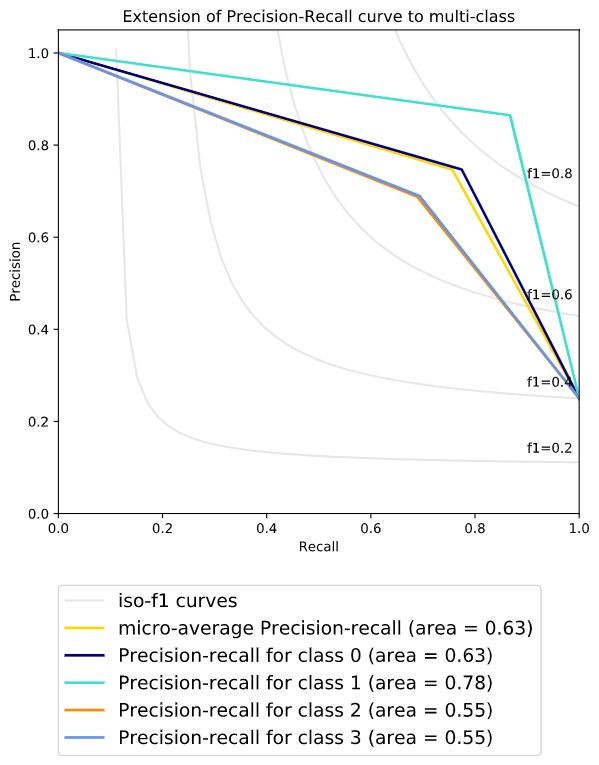 Extension of Precision-Recall curve to multi-class
1.0
0.8
0.6
0.4
0.2
0.0
Precision
f1=0.8
f1=0.6
f1=0.4
f1=0.2
0.0 0.2 0.4 0.6 0.8 1.0
Recall
iso-f1 curves
micro-average Precision-recall (area = 0.63)
Precision-recall for class 0 (area = 0.63)
Precision-recall for class 1 (area = 0.78)
Precision-recall for class 2 (area = 0.55)
Precision-recall for class 3 (area = 0.55)